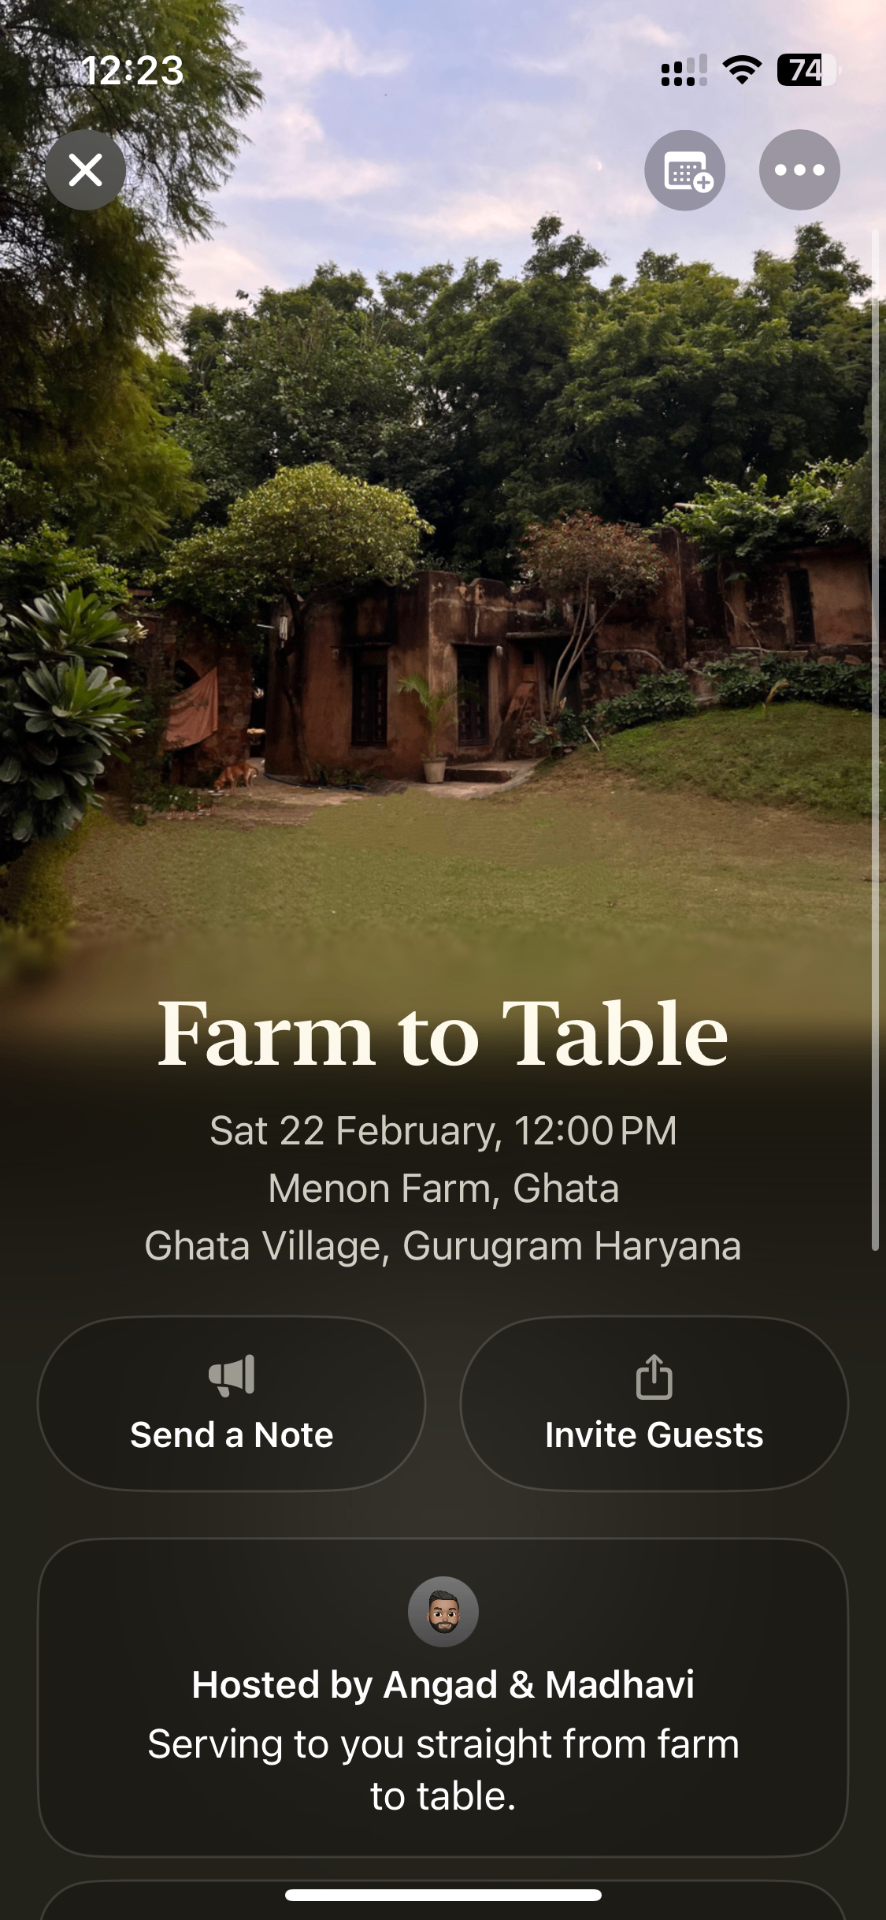 12:23
74
Farm to Table
Sat 22 February, 12:00 PM
Menon Farm, Ghata
Ghata Village, Gurugram Haryana
Send a Note
Invite Guests
Hosted by Angad & Madhavi
Serving to you straight from farm
to table.